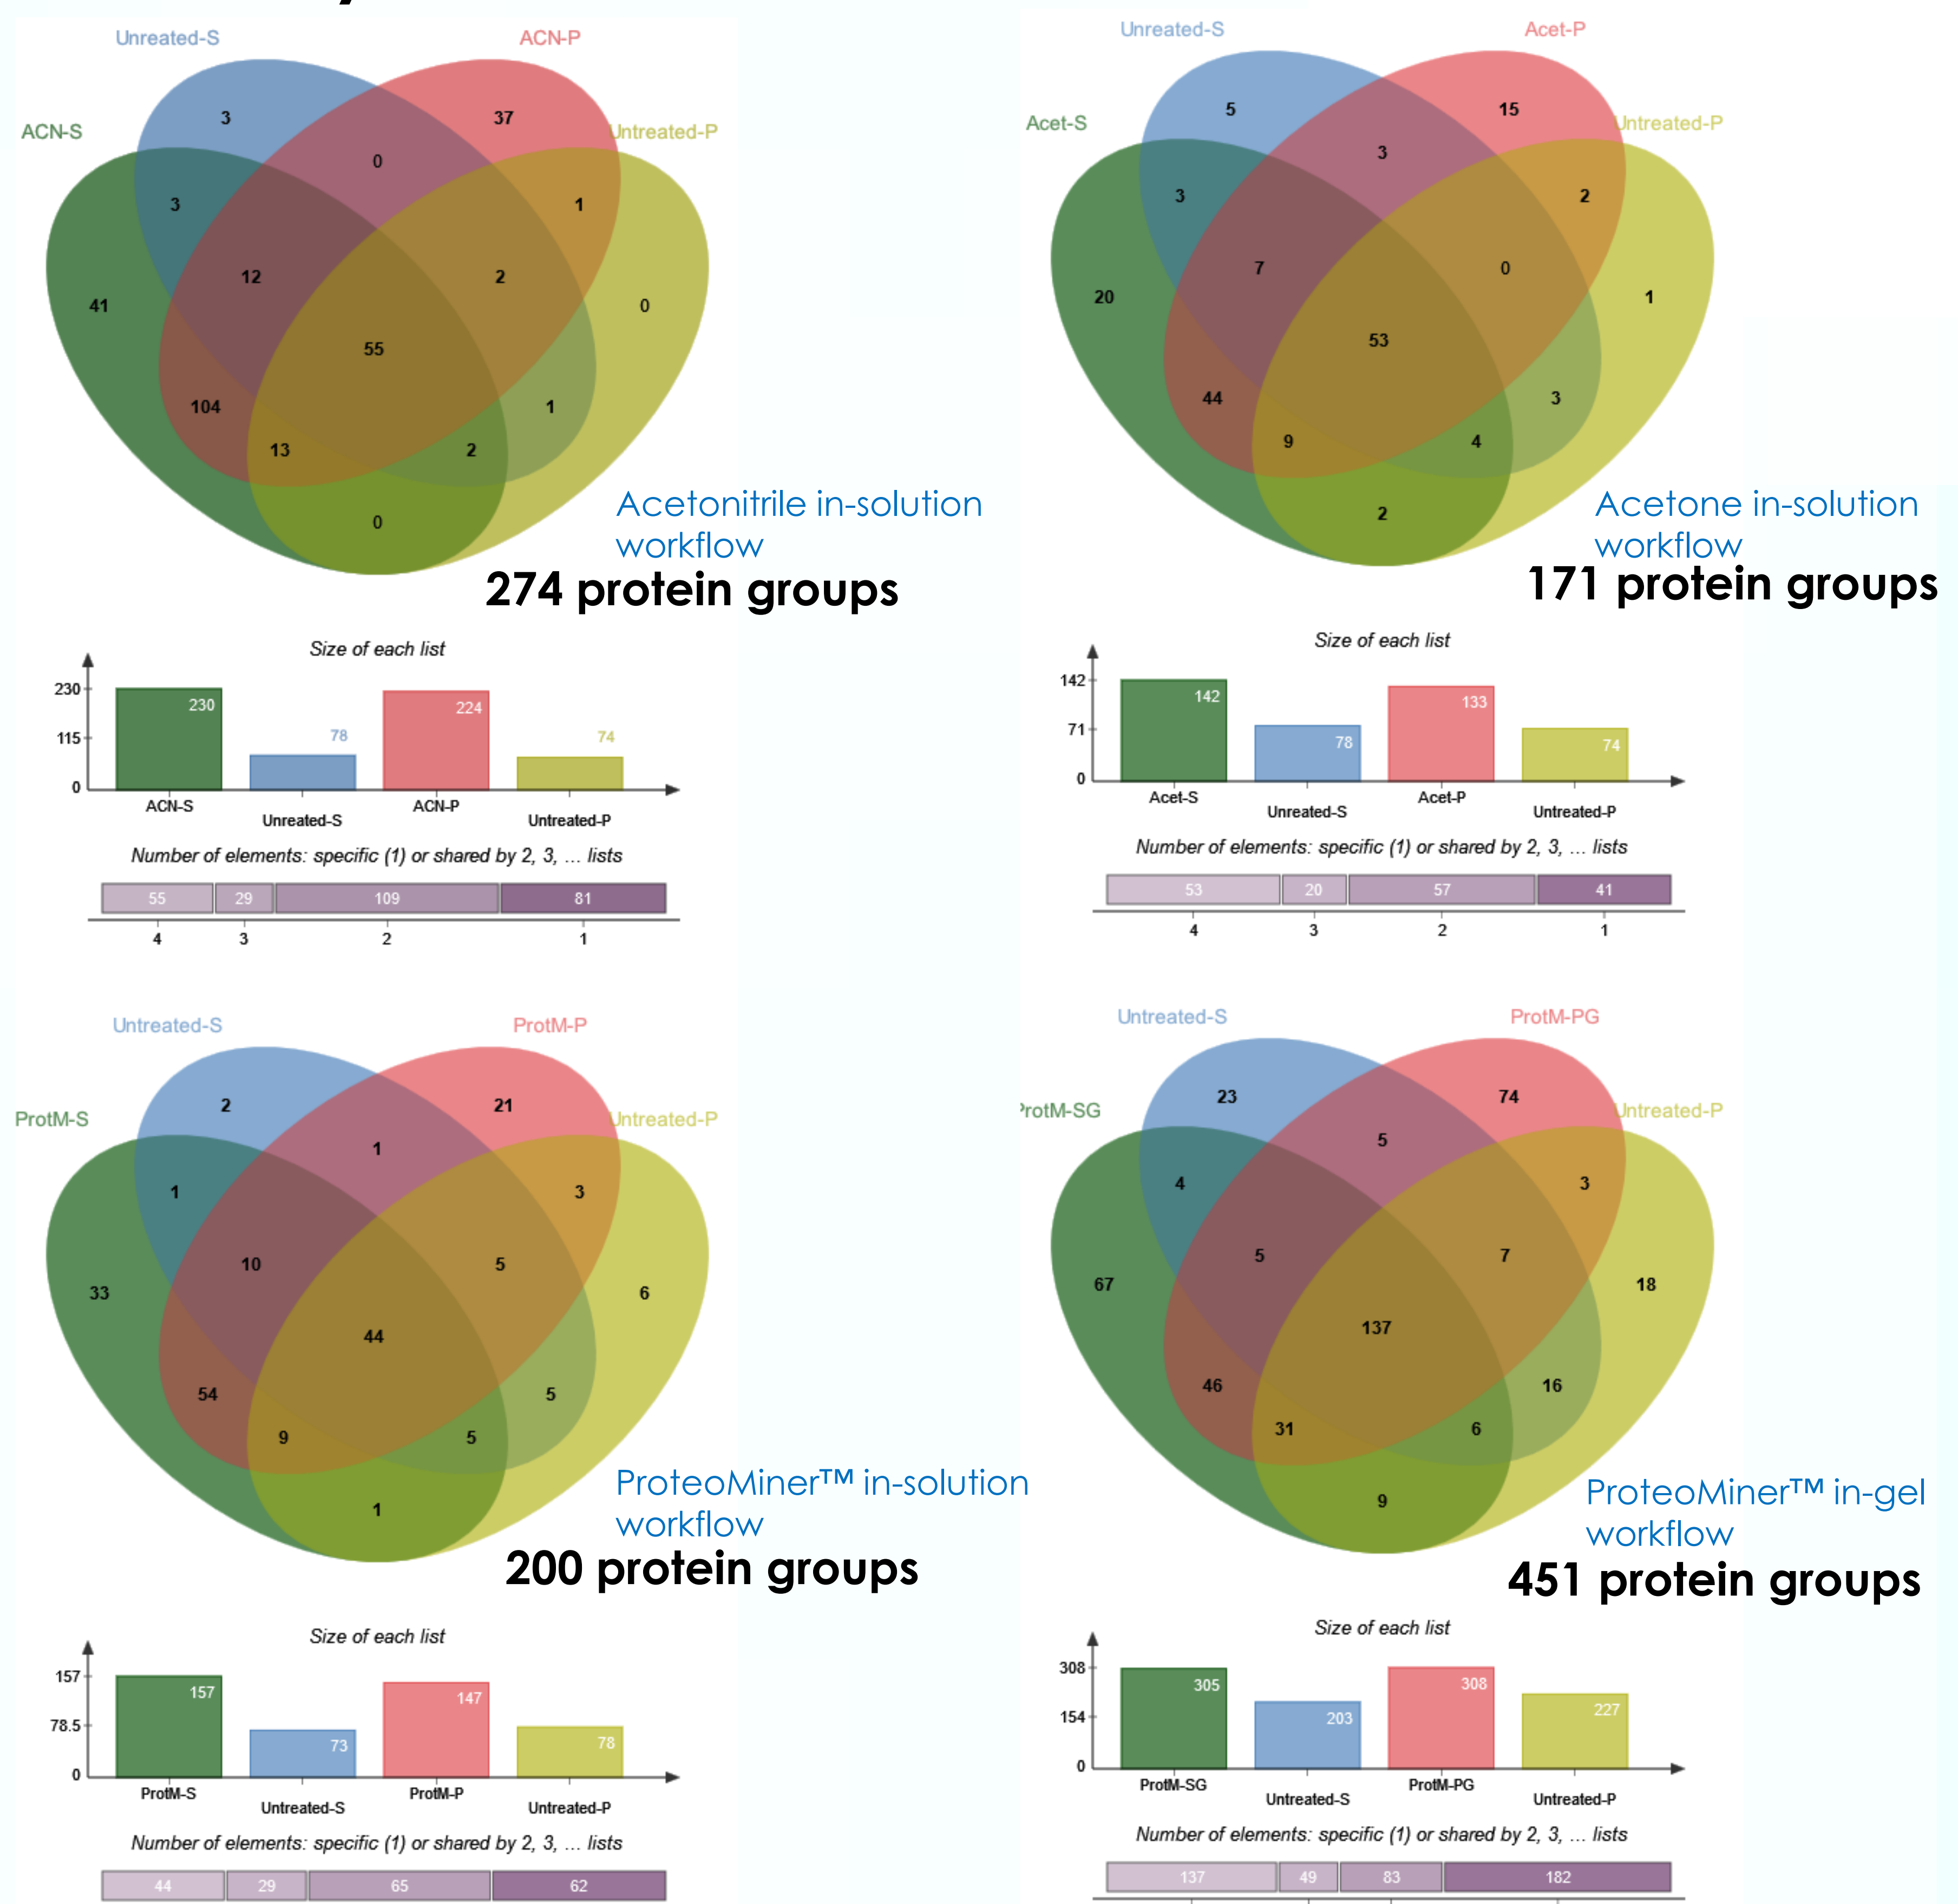 Unreated-S
ACN-P
ACN-S
Untreated-P
3
37
0
3
1
12
2
41
0
55
104
1
13
2
0
Acetonitrile in-solution
workflow
274 protein groups
Size of each list
230
115
0
230
78
224
74
ACN-S
Unreated-S
ACN-P
Untreated-P
Number of elements: specific (1) or shared by 2, 3, ... lists
55 29 109 81
4 3 2 1
Unreated-S
Acet-P
Acet-S
Untreated-P
5
15
3
3
2
7
0
20
1
53
44
3
9
4
2
Acetone in-solution
workflow
171 protein groups
Size of each list
142
71
0
142
78
133
74
Acet-S
Unreated-S
Acet-P
Untreated-P
Number of elements: specific (1) or shared by 2, 3, ... lists
53 20 57 41
4 3 2 1
Untreated-S
ProtM-P
ProtM-S
Untreated-P
2
21
1
1
3
10
5
33
6
44
54
5
9
5
1
ProteoMiner™ in-solution
workflow
200 protein groups
Size of each list
157
78.5
0
157
73
147
78
ProtM-S
Untreated-S
ProtM-P
Untreated-P
Number of elements: specific (1) or shared by 2, 3, ... lists
44 29 65 62
Untreated-S
ProtM-PG
ProtM-SG
Untreated-P
23
74
5
4
3
5
7
67
18
137
46
16
31
6
9
ProteoMiner™ in-gel
workflow
451 protein groups
Size of each list
308
154
0
305
203
308
227
ProtM-SG
Untreated-S
ProtM-PG
Untreated-P
Number of elements: specific (1) or shared by 2, 3, ... lists
137 49 83 182